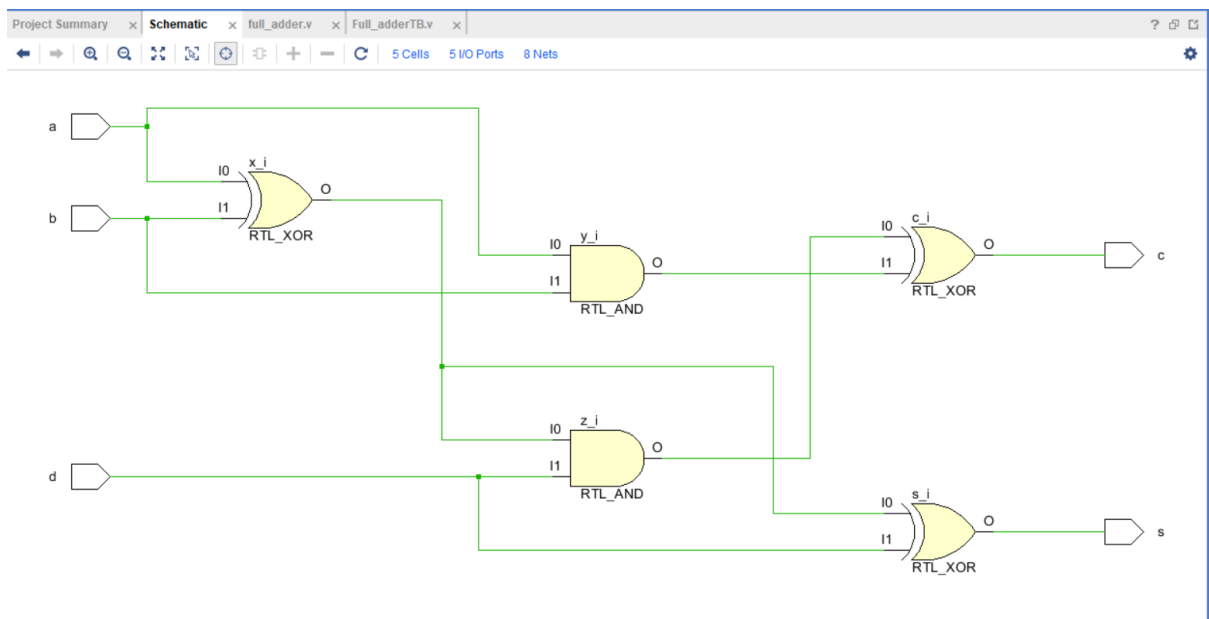 Project Summary × Schematic × full_adder.v × Full_adderTB.v × ?
5 Cells 5 I/O Ports 8 Nets
a
I0 x_i O
b I1
RTL_XOR
I0 y_i O
I1
RTL_AND
I0 c_i O c
I1
RTL_XOR
I0 z_i O
d I1
RTL_AND
I0 s_i O s
I1
RTL_XOR